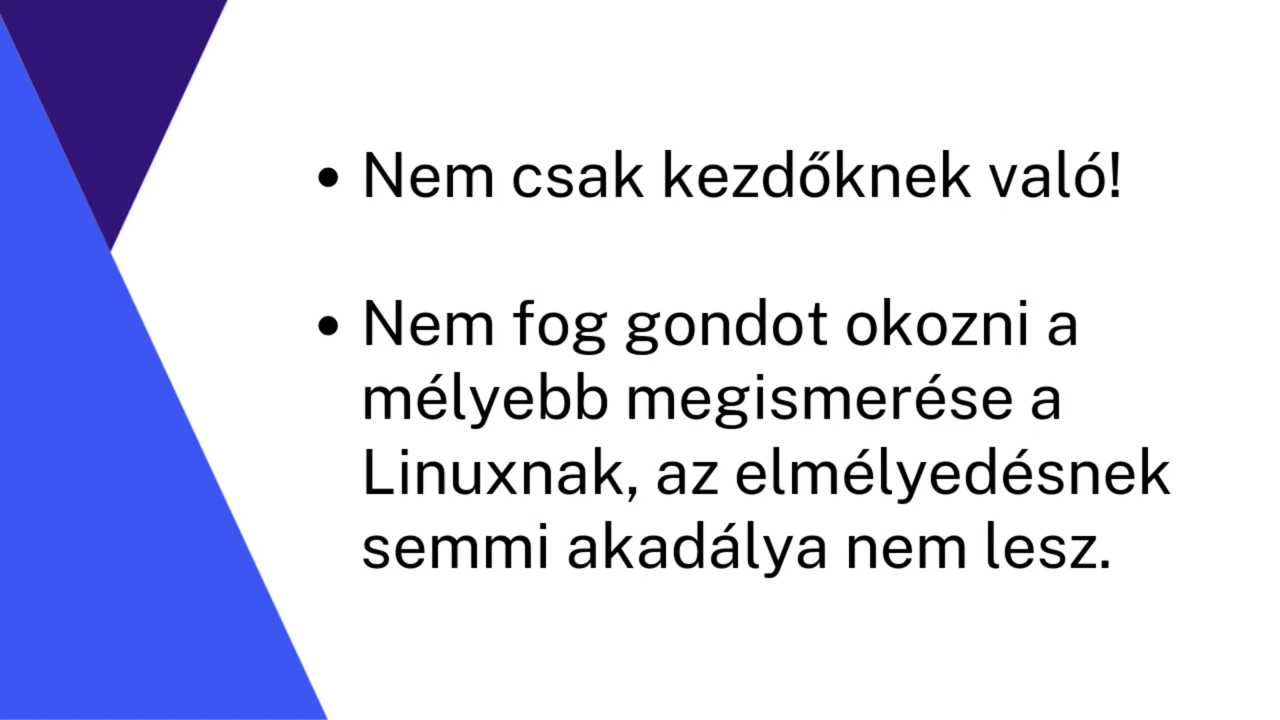 • Nem csak kezdőknek való!
• Nem fog gondot okozni a
mélyebb megismerése a
Linuxnak, az elmélyedésnek
semmi akadálya nem lesz.